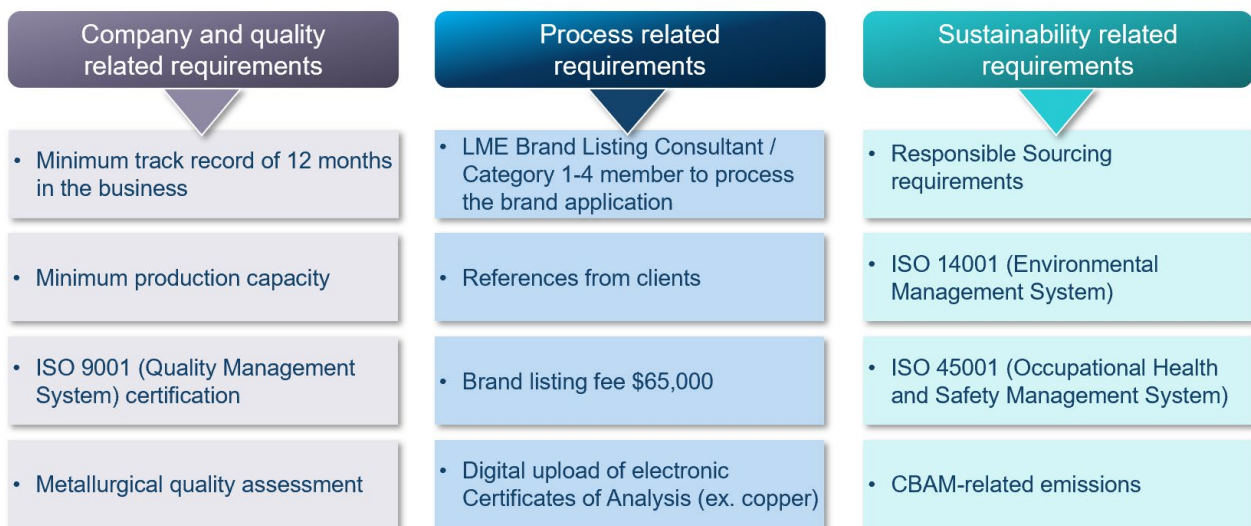 Company and quality
related requirements
• Minimum track record of 12 months
in the business
• Minimum production capacity
• ISO 9001 (Quality Management
System) certification
• Metallurgical quality assessment
Process related
requirements
• LME Brand Listing Consultant /
Category 1-4 member to process
the brand application
• References from clients
• Brand listing fee $65,000
• Digital upload of electronic
Certificates of Analysis (ex. copper)
Sustainability related
requirements
• Responsible Sourcing
requirements
• ISO 14001 (Environmental
Management System)
• ISO 45001 (Occupational Health
and Safety Management System)
• CBAM-related emissions